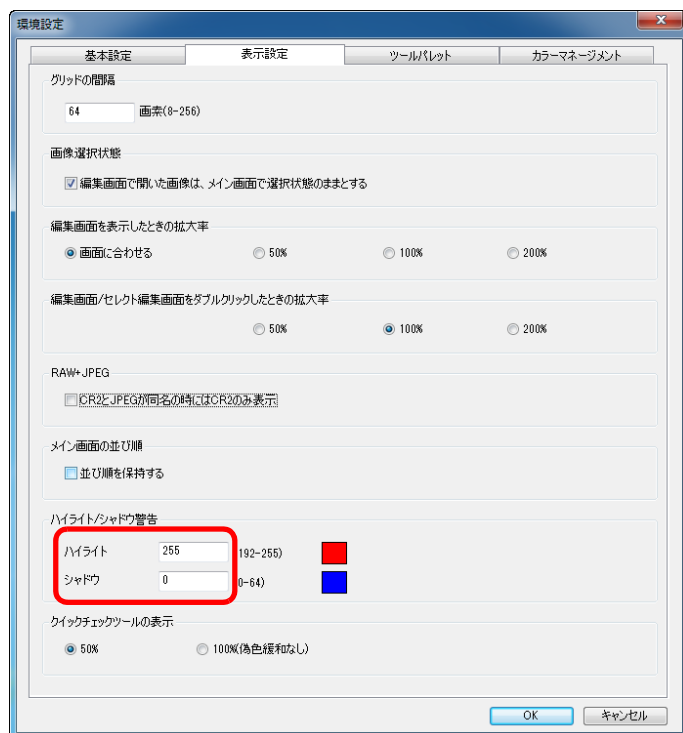 環境設定
基本設定 表示設定 ツールパレット カラーマネージメント
グリッドの間隔
64 画素(8-256)
画像選択状態
編集画面で開いた画像は、メイン画面で選択状態のままとする
編集画面を表示したときの拡大率
画面に合わせる 50% 100% 200%
編集画面/セレクト編集画面をダブルクリックしたときの拡大率
50% 100% 200%
RAW+JPEG
CR2とJPEGが同名の時にはCR2のみ表示
メイン画面の並び順
並び順を保持する
ハイライト/シャドウ警告
ハイライト 255 192-255)
シャドウ 0 0-64)
クイックチェックツールの表示
50% 100%(偽色緩和なし)
OK キャンセル